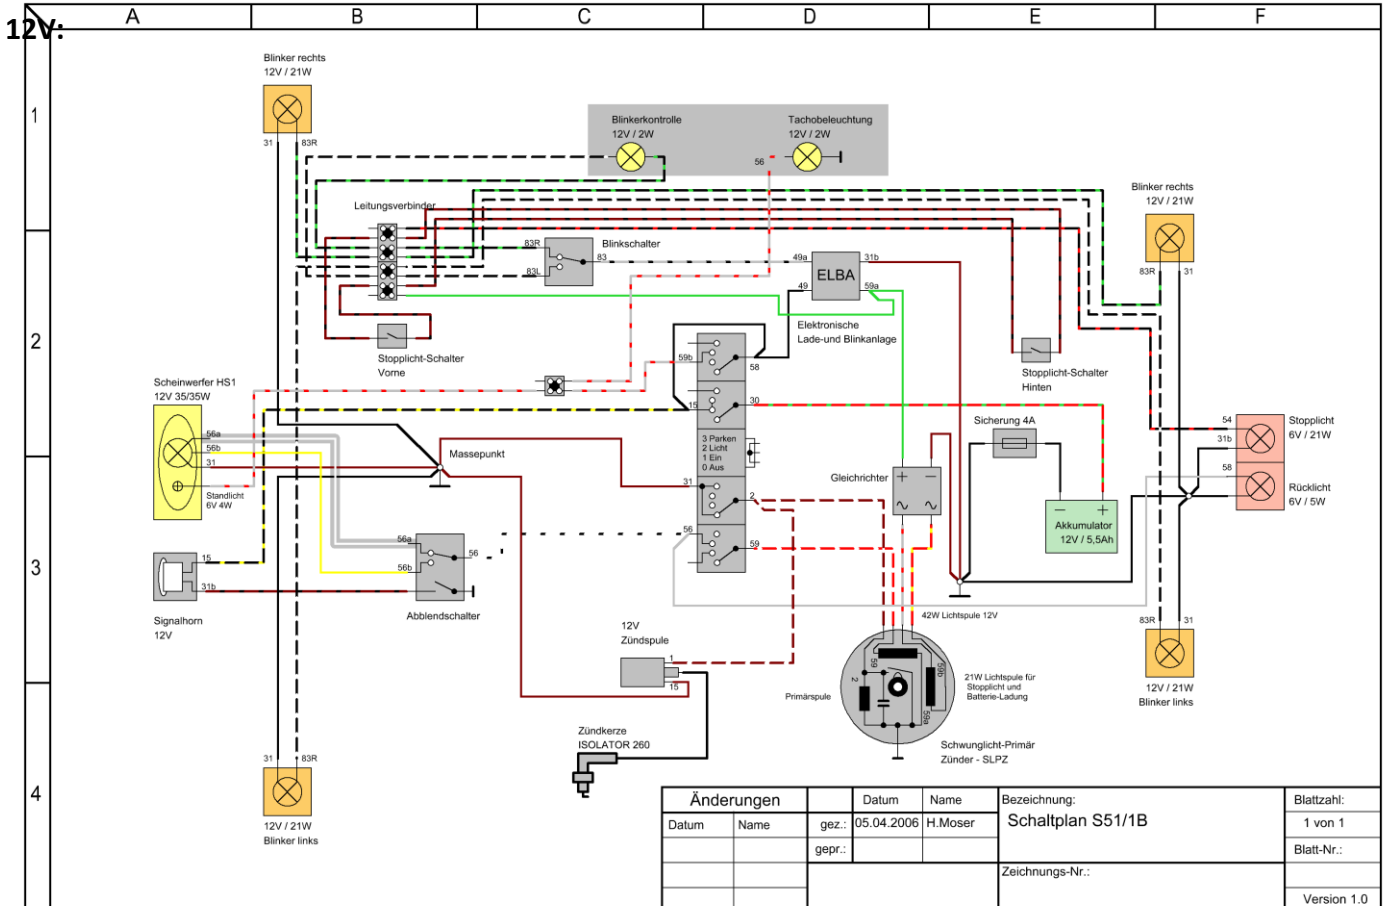 A B C D E F
12V:
1
2
3
4
Blinker rechts
12V / 21W
31
83R
Blinkerkontrolle
12V / 2W
Tachobeleuchtung
12V / 2W
56
Blinker rechts
12V / 21W
83R
31
Leitungsverbinder
83R
83L
Blinkschalter
83
49a
31b
ELBA
49
59a
Elektronische
Lade-und Blinkanlage
Stopplicht-Schalter
Vorne
Stopplicht-Schalter
Hinten
59b
58
15
30
3 Parken
2 Licht
1 Ein
0 Aus
31
2
56
59
Scheinwerfer HS1
12V 35/35W
56a
56b
31
Standlicht
6V 4W
Massepunkt
Sicherung 4A
54
Stopplicht
6V / 21W
31b
58
Rücklicht
6V / 5W
Gleichrichter
+ −
− +
Akkumulator
12V / 5,5Ah
15
31b
Signalhorn
12V
56a
56
56b
Abblendschalter
12V
Zündspule
1
15
42W Lichtspule 12V
59
59b
2
59a
Primärspule
21W Lichtspule für
Stopplicht und
Batterie-Ladung
Schwunglicht-Primär
Zünder - SLPZ
83R
31
12V / 21W
Blinker links
Zündkerze
ISOLATOR 260
31
83R
12V / 21W
Blinker links
Änderungen
Datum Name
Datum Name
gez.: 05.04.2006 H.Moser
gepr.:
Bezeichnung:
Schaltplan S51/1B
Zeichnungs-Nr.:
Blattzahl:
1 von 1
Blatt-Nr.:
Version 1.0